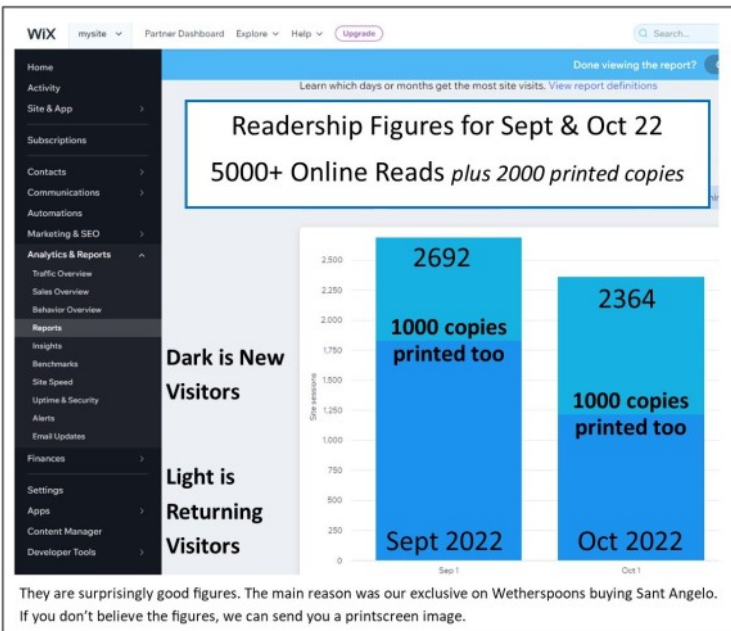 WiX mysite Partner Dashboard Explore Help Upgrade Search...
Done viewing the report?
Learn which days or months get the most site visits. View report definitions
Home
Activity
Site & App
Subscriptions
Contacts
Communications
Automations
Marketing & SEO
Analytics & Reports
Traffic Overview
Sales Overview
Behavior Overview
Reports
Insights
Benchmarks
Site Speed
Uptime & Security
Alerts
Email Updates
Finances
Settings
Apps
Content Manager
Developer Tools
Readership Figures for Sept & Oct 22
5000+ Online Reads plus 2000 printed copies
Dark is New
Visitors
Light is
Returning
Visitors
Site sessions
2,500
2,250
2,000
1,750
1,500
1,250
1,000
750
500
250
0
2692
1000 copies
printed too
Sept 2022
Sep 1
2364
1000 copies
printed too
Oct 2022
Oct 1
They are surprisingly good figures. The main reason was our exclusive on Wetherspoons buying Sant Angelo.
If you don't believe the figures, we can send you a printscreen image.